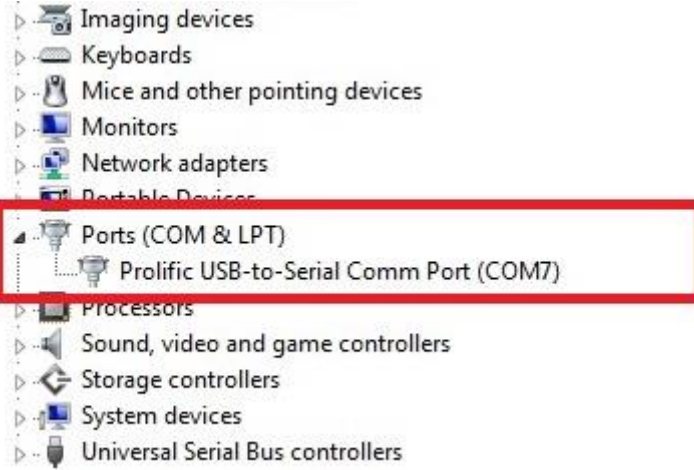 Imaging devices
Keyboards
Mice and other pointing devices
Monitors
Network adapters
Portable Devices
Ports (COM & LPT)
Prolific USB-to-Serial Comm Port (COM7)
Processors
Sound, video and game controllers
Storage controllers
System devices
Universal Serial Bus controllers